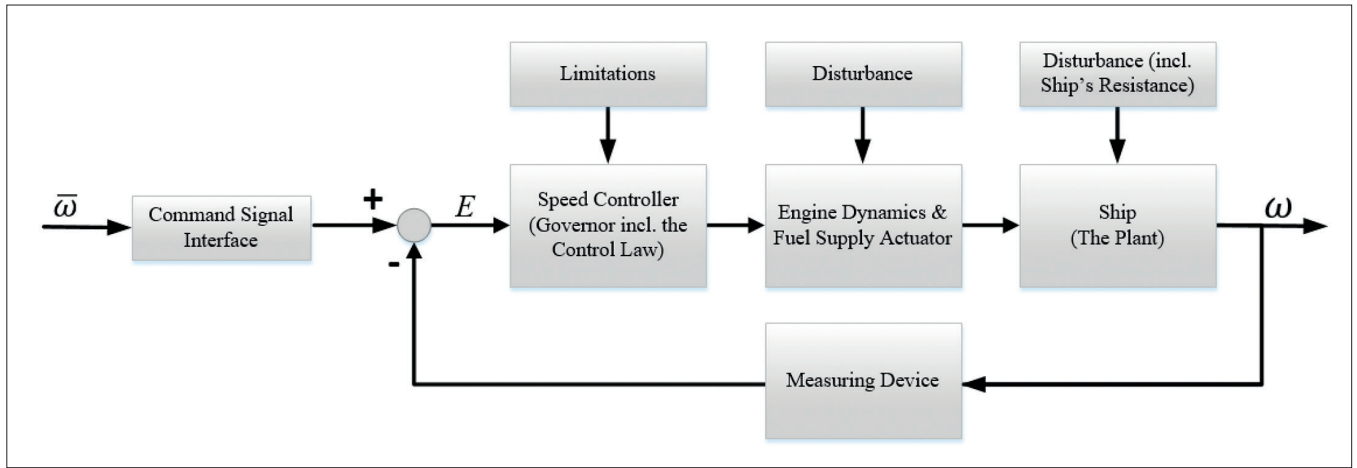 Limitations
Disturbance
Disturbance (incl.
Ship's Resistance)
ω̅
Command Signal
Interface
+
-
E
Speed Controller
(Governor incl. the
Control Law)
Engine Dynamics &
Fuel Supply Actuator
Ship
(The Plant)
ω
Measuring Device